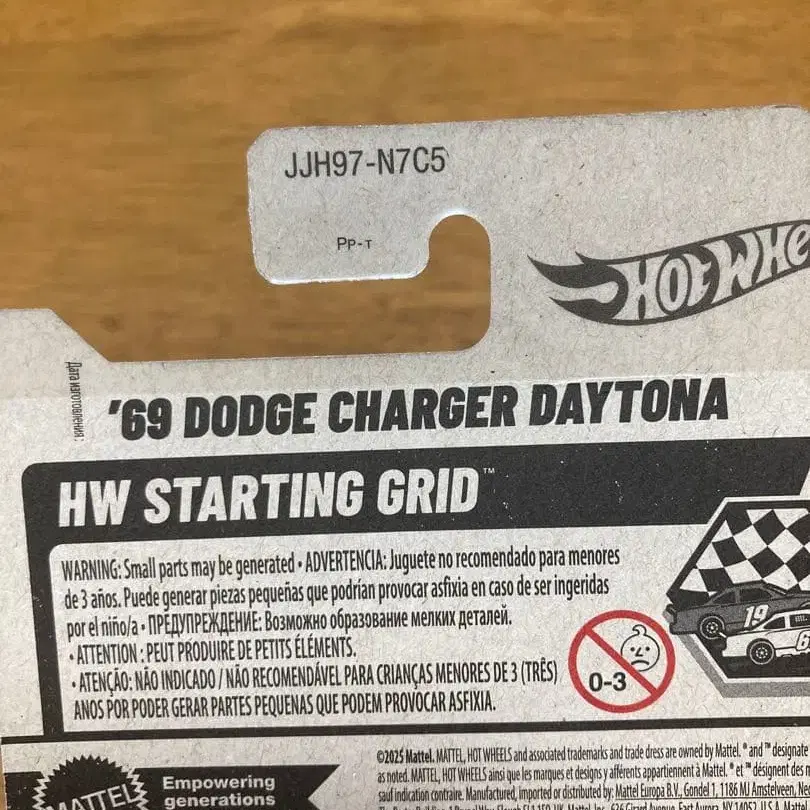 JJH97-N7C5
Pp-т
HOT WHE
Дата изготовления:
'69 DODGE CHARGER DAYTONA
HW STARTING GRID™
WARNING: Small parts may be generated • ADVERTENCIA: Juguete no recomendado para menores
de 3 años. Puede generar piezas pequeñas que podrían provocar asfixia en caso de ser ingeridas
por el niño/a • ПРЕДУПРЕЖДЕНИЕ: Возможно образование мелких деталей.
• ATTENTION : PEUT PRODUIRE DE PETITS ÉLÉMENTS.
• ATENÇÃO: NÃO INDICADO / NÃO RECOMENDÁVEL PARA CRIANÇAS MENORES DE 3 (TRÊS)
ANOS POR PODER GERAR PARTES PEQUENAS QUE PODEM PROVOCAR ASFIXIA.
0-3
19
6
©2025 Mattel. MATTEL, HOT WHEELS and associated trademarks and trade dress are owned by Mattel. ® and ™ designate
as noted. MATTEL, HOT WHEELS ainsi que les marques et designs y afférents appartiennent à Mattel. ® et ™ désignent des m
sauf indication contraire. Manufactured, imported or distributed by: Mattel Europa B.V., Gondel 1, 1186 MJ Amstelveen, Ne
MATTEL
Empowering
generations